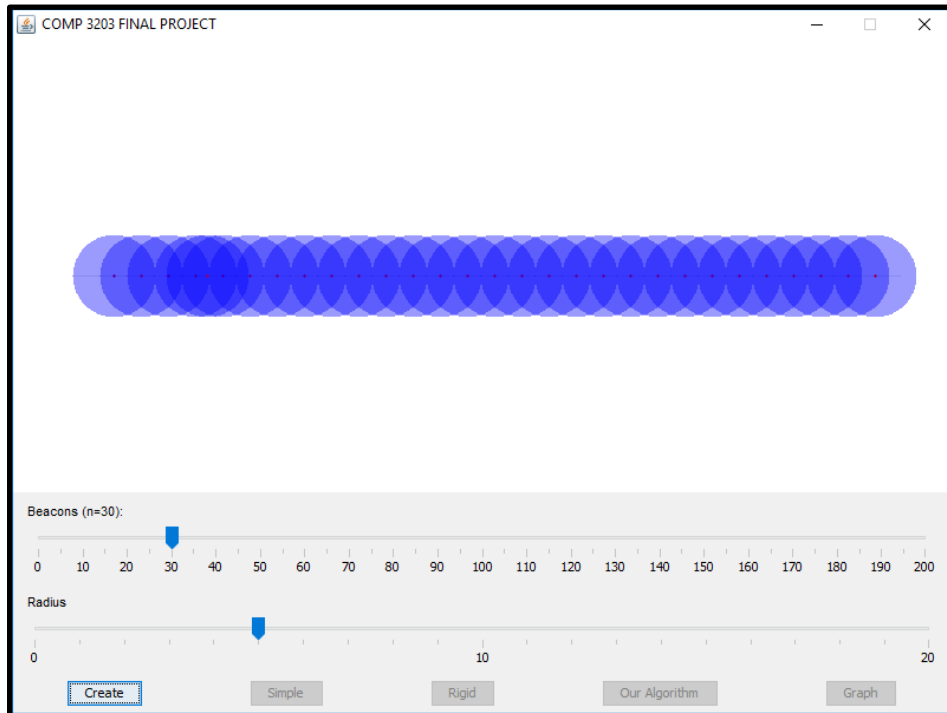 COMP 3203 FINAL PROJECT
Beacons (n=30):
0 10 20 30 40 50 60 70 80 90 100 110 120 130 140 150 160 170 180 190 200
Radius
0 10 20
Create Simple Rigid Our Algorithm Graph